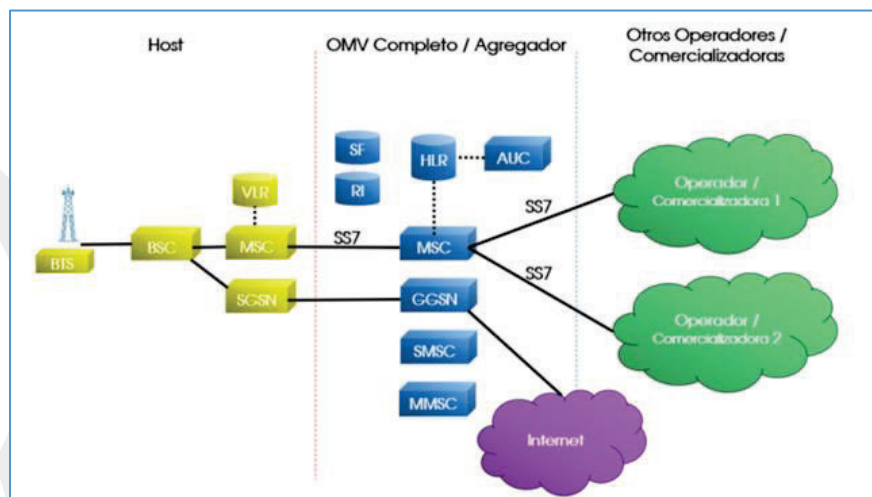 Host
OMV Completo / Agregador
Otros Operadores /
Comercializadoras
SF
HLR
AUC
VLR
RI
Operador /
Comercializadora 1
SS7
BTS
BSC
MSC
SS7
MSC
SS7
SGSN
GGSN
Operador /
Comercializadora 2
SMSC
MMSC
Internet